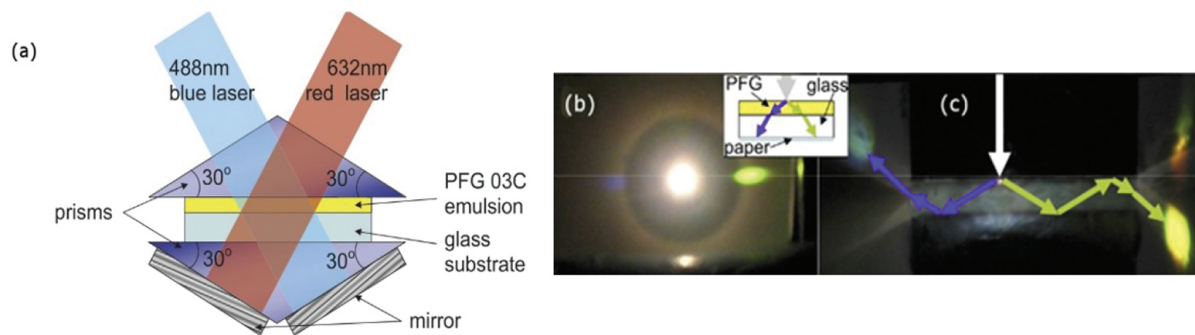 (a)
488nm
blue laser
632nm
red laser
30°
30°
prisms
PFG 03C
emulsion
glass
substrate
30°
30°
mirror
(b)
PFG
glass
paper
(c)